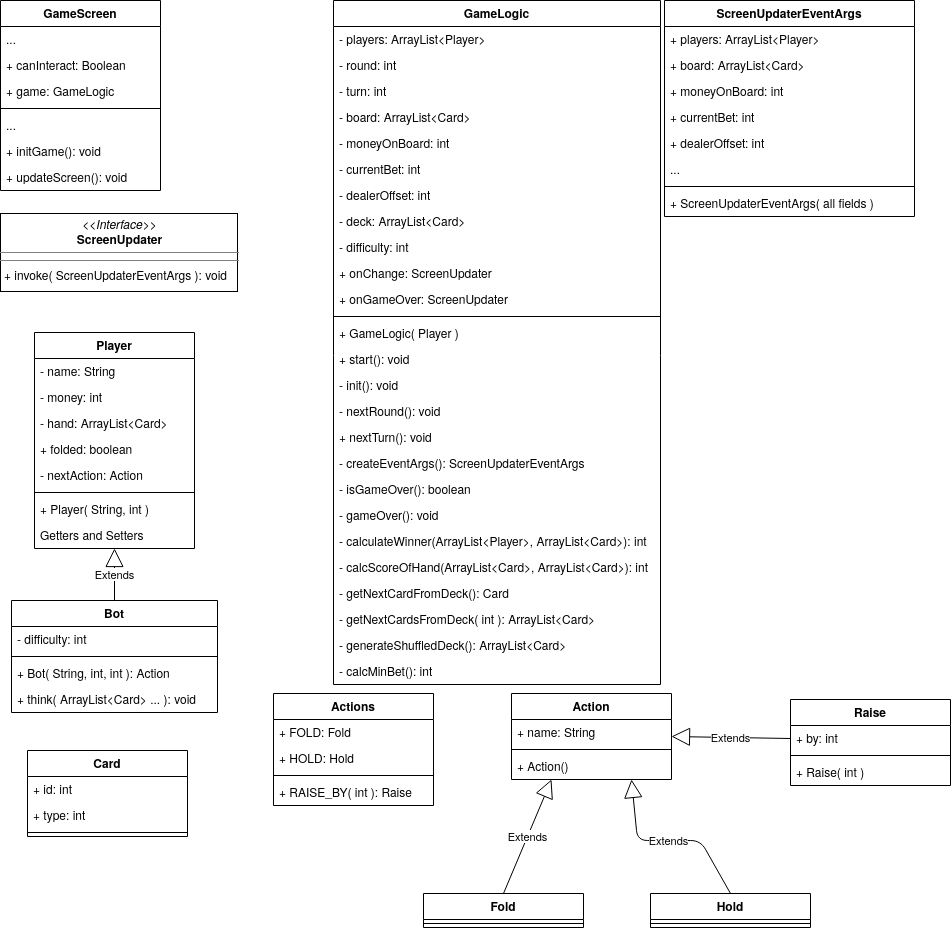 GameScreen
...
+ canInteract: Boolean
+ game: GameLogic
...
+ initGame(): void
+ updateScreen(): void
<<Interface>>
ScreenUpdater
+ invoke( ScreenUpdaterEventArgs ): void
Player
- name: String
- money: int
- hand: ArrayList<Card>
+ folded: boolean
- nextAction: Action
+ Player( String, int )
Getters and Setters
Extends
Bot
- difficulty: int
+ Bot( String, int, int ): Action
+ think( ArrayList<Card> ... ): void
Card
+ id: int
+ type: int
GameLogic
- players: ArrayList<Player>
- round: int
- turn: int
- board: ArrayList<Card>
- moneyOnBoard: int
- currentBet: int
- dealerOffset: int
- deck: ArrayList<Card>
- difficulty: int
+ onChange: ScreenUpdater
+ onGameOver: ScreenUpdater
+ GameLogic( Player )
+ start(): void
- init(): void
- nextRound(): void
+ nextTurn(): void
- createEventArgs(): ScreenUpdaterEventArgs
- isGameOver(): boolean
- gameOver(): void
- calculateWinner(ArrayList<Player>, ArrayList<Card>): int
- calcScoreOfHand(ArrayList<Card>, ArrayList<Card>): int
- getNextCardFromDeck(): Card
- getNextCardsFromDeck( int ): ArrayList<Card>
- generateShuffledDeck(): ArrayList<Card>
- calcMinBet(): int
ScreenUpdaterEventArgs
+ players: ArrayList<Player>
+ board: ArrayList<Card>
+ moneyOnBoard: int
+ currentBet: int
+ dealerOffset: int
...
+ ScreenUpdaterEventArgs( all fields )
Actions
+ FOLD: Fold
+ HOLD: Hold
+ RAISE_BY( int ): Raise
Action
+ name: String
+ Action()
Extends
Raise
+ by: int
+ Raise( int )
Extends
Extends
Fold
Hold